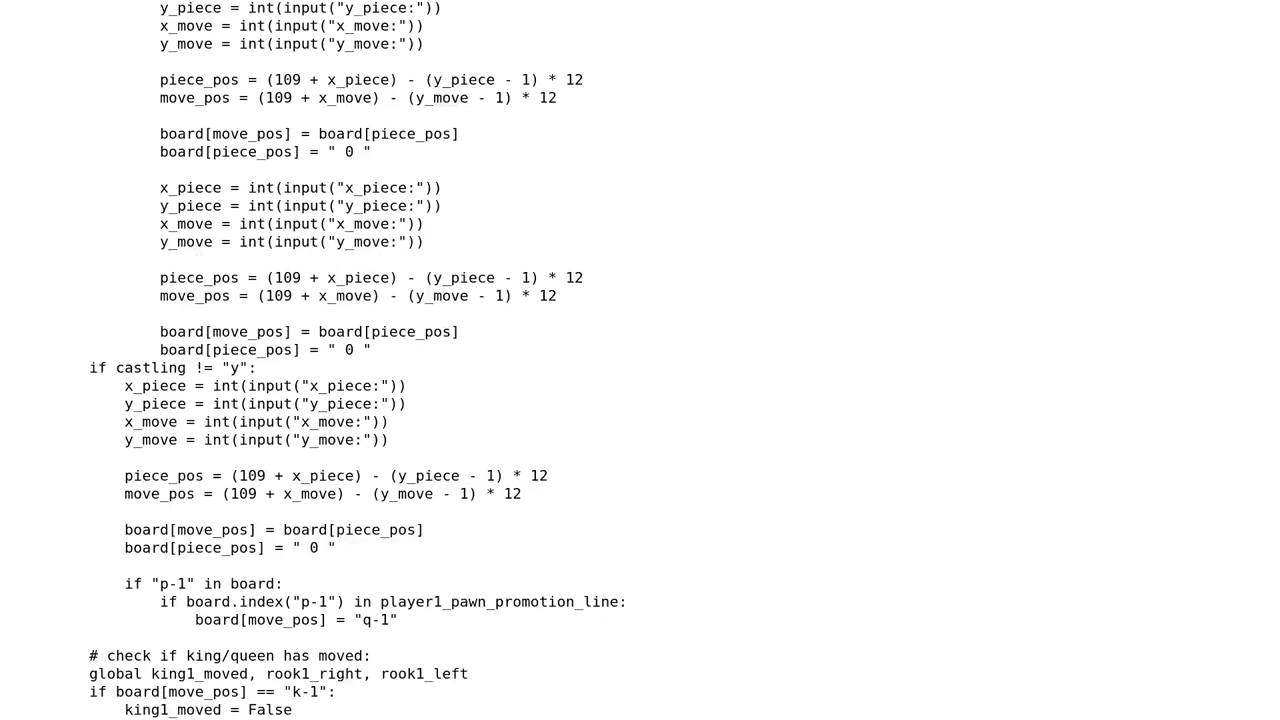 y_piece = int(input("y_piece:"))
x_move = int(input("x_move:"))
y_move = int(input("y_move:"))
piece_pos = (109 + x_piece) - (y_piece - 1) * 12
move_pos = (109 + x_move) - (y_move - 1) * 12
board[move_pos] = board[piece_pos]
board[piece_pos] = " 0 "
x_piece = int(input("x_piece:"))
y_piece = int(input("y_piece:"))
x_move = int(input("x_move:"))
y_move = int(input("y_move:"))
piece_pos = (109 + x_piece) - (y_piece - 1) * 12
move_pos = (109 + x_move) - (y_move - 1) * 12
board[move_pos] = board[piece_pos]
board[piece_pos] = " 0 "
if castling != "y":
x_piece = int(input("x_piece:"))
y_piece = int(input("y_piece:"))
x_move = int(input("x_move:"))
y_move = int(input("y_move:"))
piece_pos = (109 + x_piece) - (y_piece - 1) * 12
move_pos = (109 + x_move) - (y_move - 1) * 12
board[move_pos] = board[piece_pos]
board[piece_pos] = " 0 "
if "p-1" in board:
if board.index("p-1") in player1_pawn_promotion_line:
board[move_pos] = "q-1"
# check if king/queen has moved:
global king1_moved, rook1_right, rook1_left
if board[move_pos] == "k-1":
king1_moved = False